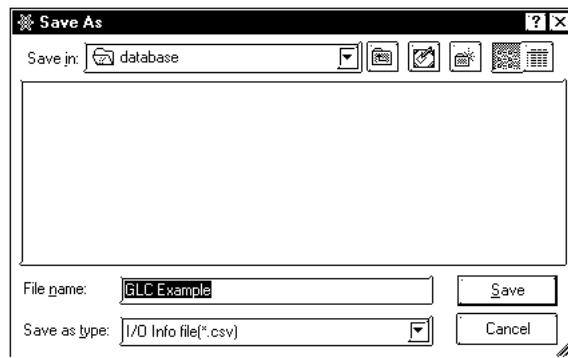 Save As
Save in: database
File name: GLC Example Save
Save as type: I/O Info file(*.csv) Cancel